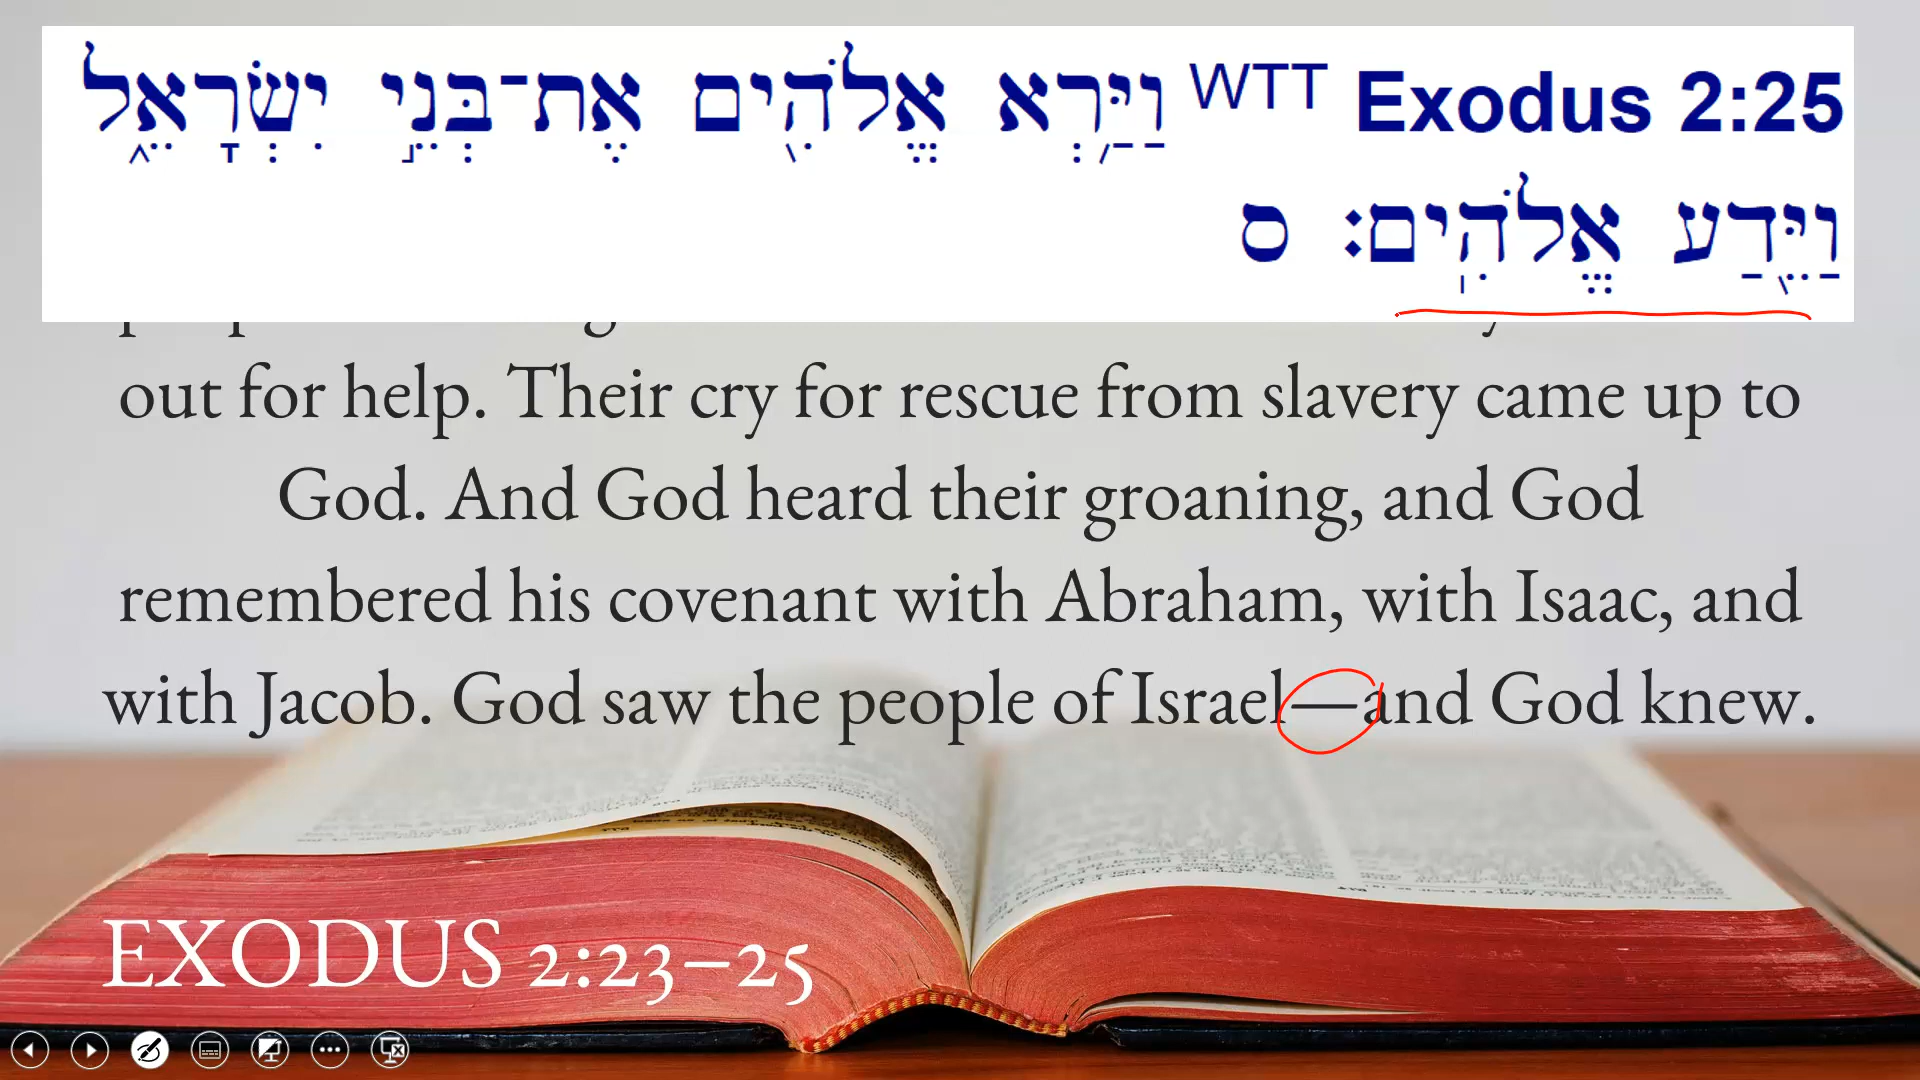 WTT Exodus 2:25 וַיַּ֥רְא אֱלֹהִ֖ים אֶת־בְּנֵ֣י יִשְׂרָאֵ֑ל
וַיֵּ֖דַע אֱלֹהִֽים׃ ס
out for help. Their cry for rescue from slavery came up to
God. And God heard their groaning, and God
remembered his covenant with Abraham, with Isaac, and
with Jacob. God saw the people of Israel—and God knew.
EXODUS 2:23–25